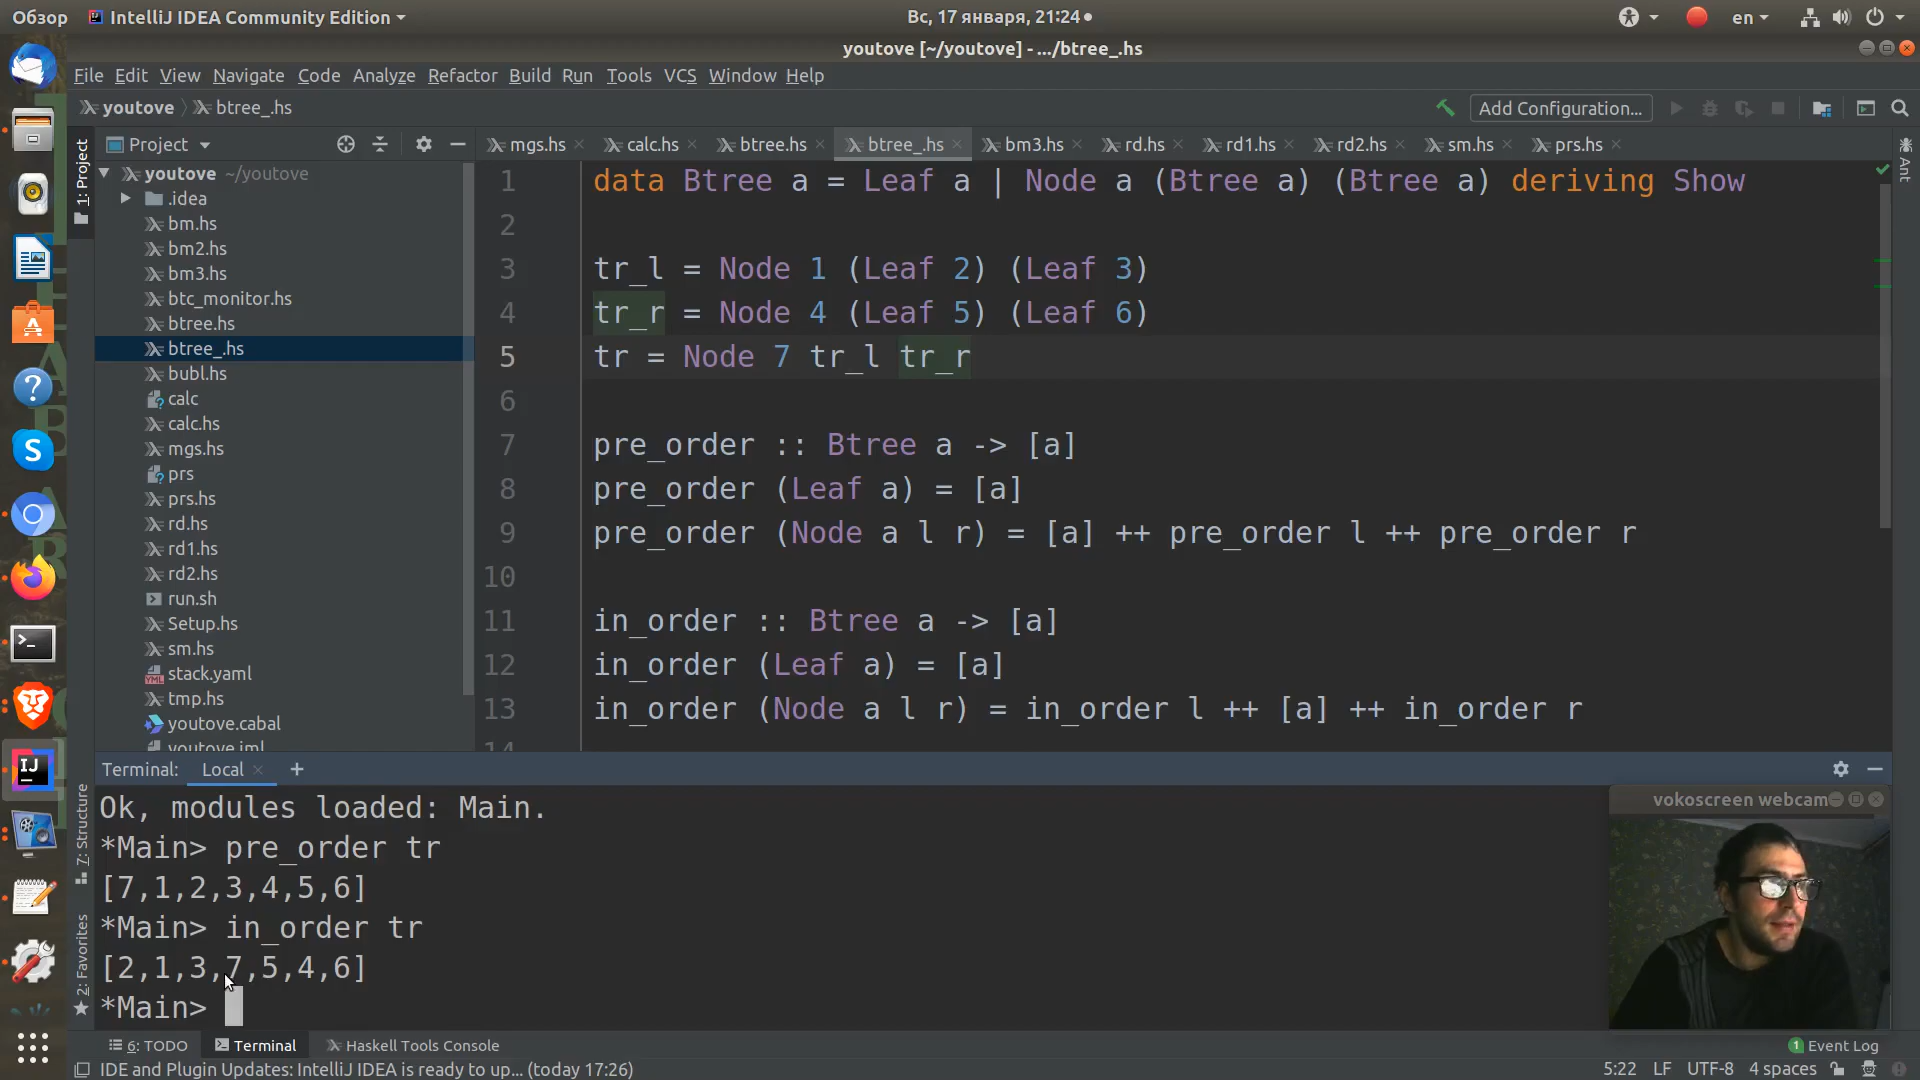 Обзор IntelliJ IDEA Community Edition Вс, 17 января, 21:24 en
youtove [~/youtove] - .../btree_.hs
File Edit View Navigate Code Analyze Refactor Build Run Tools VCS Window Help
youtove btree_.hs Add Configuration...
1: Project
Project
mgs.hs calc.hs btree.hs btree_.hs bm3.hs rd.hs rd1.hs rd2.hs sm.hs prs.hs
Ant
youtove ~/youtove
.idea
bm.hs
bm2.hs
bm3.hs
btc_monitor.hs
btree.hs
btree_.hs
bubl.hs
calc
calc.hs
mgs.hs
prs
prs.hs
rd.hs
rd1.hs
rd2.hs
run.sh
Setup.hs
sm.hs
stack.yaml
tmp.hs
youtove.cabal
youtove.iml
1 data Btree a = Leaf a | Node a (Btree a) (Btree a) deriving Show
2
3 tr_l = Node 1 (Leaf 2) (Leaf 3)
4 tr_r = Node 4 (Leaf 5) (Leaf 6)
5 tr = Node 7 tr_l tr_r
6
7 pre_order :: Btree a -> [a]
8 pre_order (Leaf a) = [a]
9 pre_order (Node a l r) = [a] ++ pre_order l ++ pre_order r
10
11 in_order :: Btree a -> [a]
12 in_order (Leaf a) = [a]
13 in_order (Node a l r) = in_order l ++ [a] ++ in_order r
14
Terminal: Local +
7: Structure
2: Favorites
Ok, modules loaded: Main.
*Main> pre_order tr
[7,1,2,3,4,5,6]
*Main> in_order tr
[2,1,3,7,5,4,6]
*Main>
vokoscreen webcam
6: TODO Terminal Haskell Tools Console 1 Event Log
IDE and Plugin Updates: IntelliJ IDEA is ready to up... (today 17:26) 5:22 LF UTF-8 4 spaces